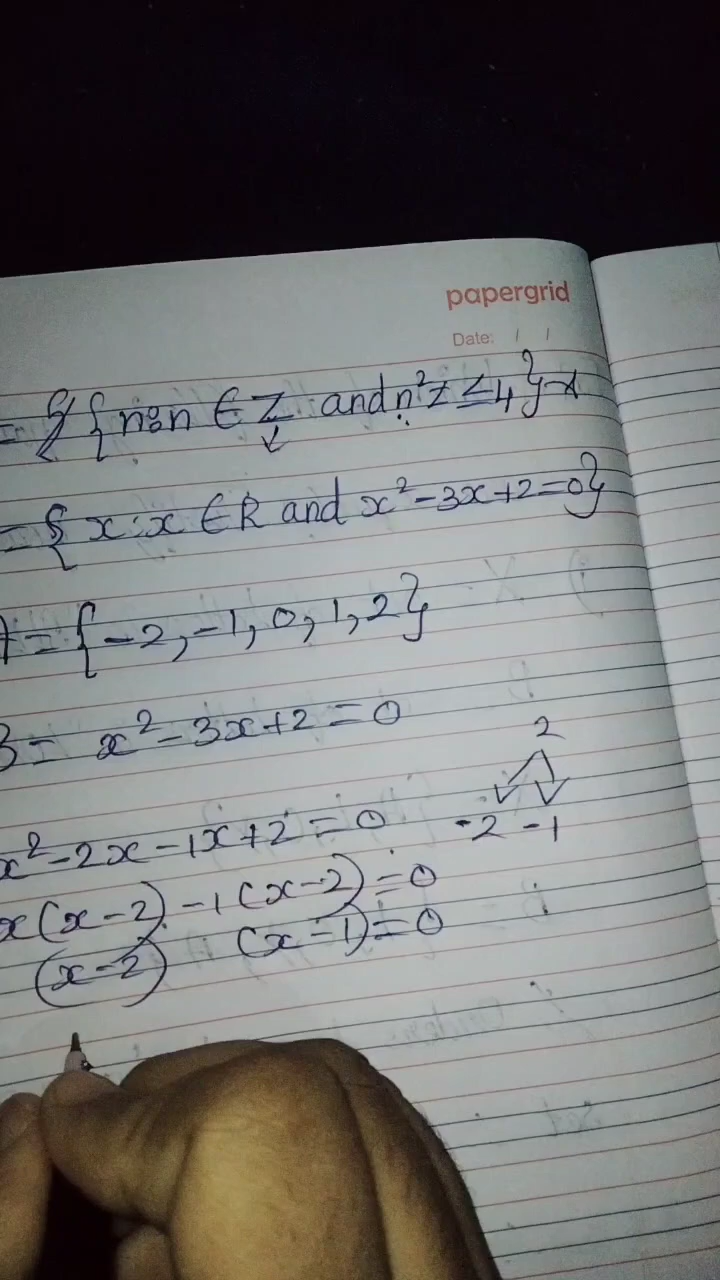 papergrid
Date: / /
= {n:n ∈ Z and n² ≤ 4}
= {x:x ∈ R and x²-3x+2=0}
= {-2,-1,0,1,2}
= x²-3x+2=0
2
x²-2x-1x+2=0
-2 -1
x(x-2)-1(x-2)=0
(x-2) (x-1)=0